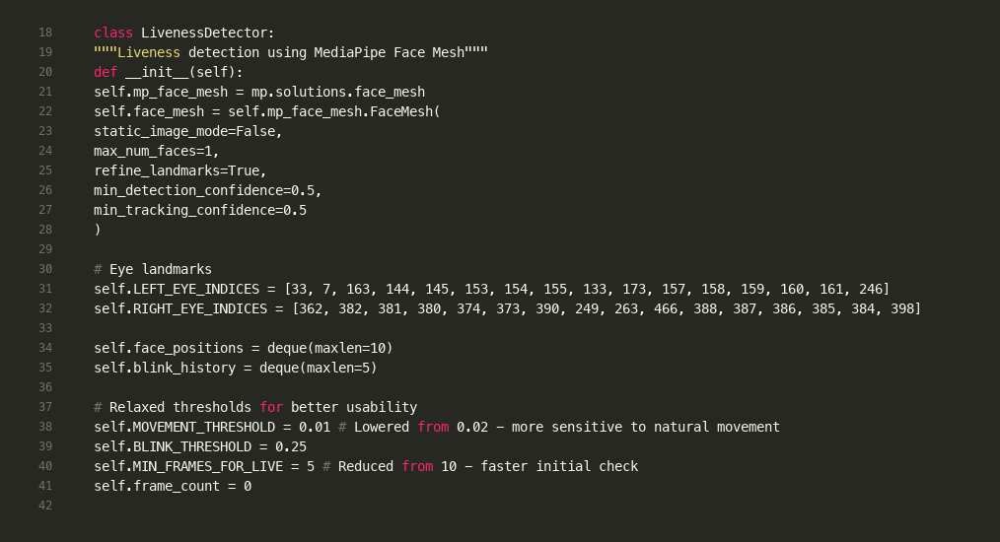 18 class LivenessDetector:
19 """Liveness detection using MediaPipe Face Mesh"""
20 def __init__(self):
21 self.mp_face_mesh = mp.solutions.face_mesh
22 self.face_mesh = self.mp_face_mesh.FaceMesh(
23 static_image_mode=False,
24 max_num_faces=1,
25 refine_landmarks=True,
26 min_detection_confidence=0.5,
27 min_tracking_confidence=0.5
28 )
29
30 # Eye landmarks
31 self.LEFT_EYE_INDICES = [33, 7, 163, 144, 145, 153, 154, 155, 133, 173, 157, 158, 159, 160, 161, 246]
32 self.RIGHT_EYE_INDICES = [362, 382, 381, 380, 374, 373, 390, 249, 263, 466, 388, 387, 386, 385, 384, 398]
33
34 self.face_positions = deque(maxlen=10)
35 self.blink_history = deque(maxlen=5)
36
37 # Relaxed thresholds for better usability
38 self.MOVEMENT_THRESHOLD = 0.01 # Lowered from 0.02 – more sensitive to natural movement
39 self.BLINK_THRESHOLD = 0.25
40 self.MIN_FRAMES_FOR_LIVE = 5 # Reduced from 10 – faster initial check
41 self.frame_count = 0
42